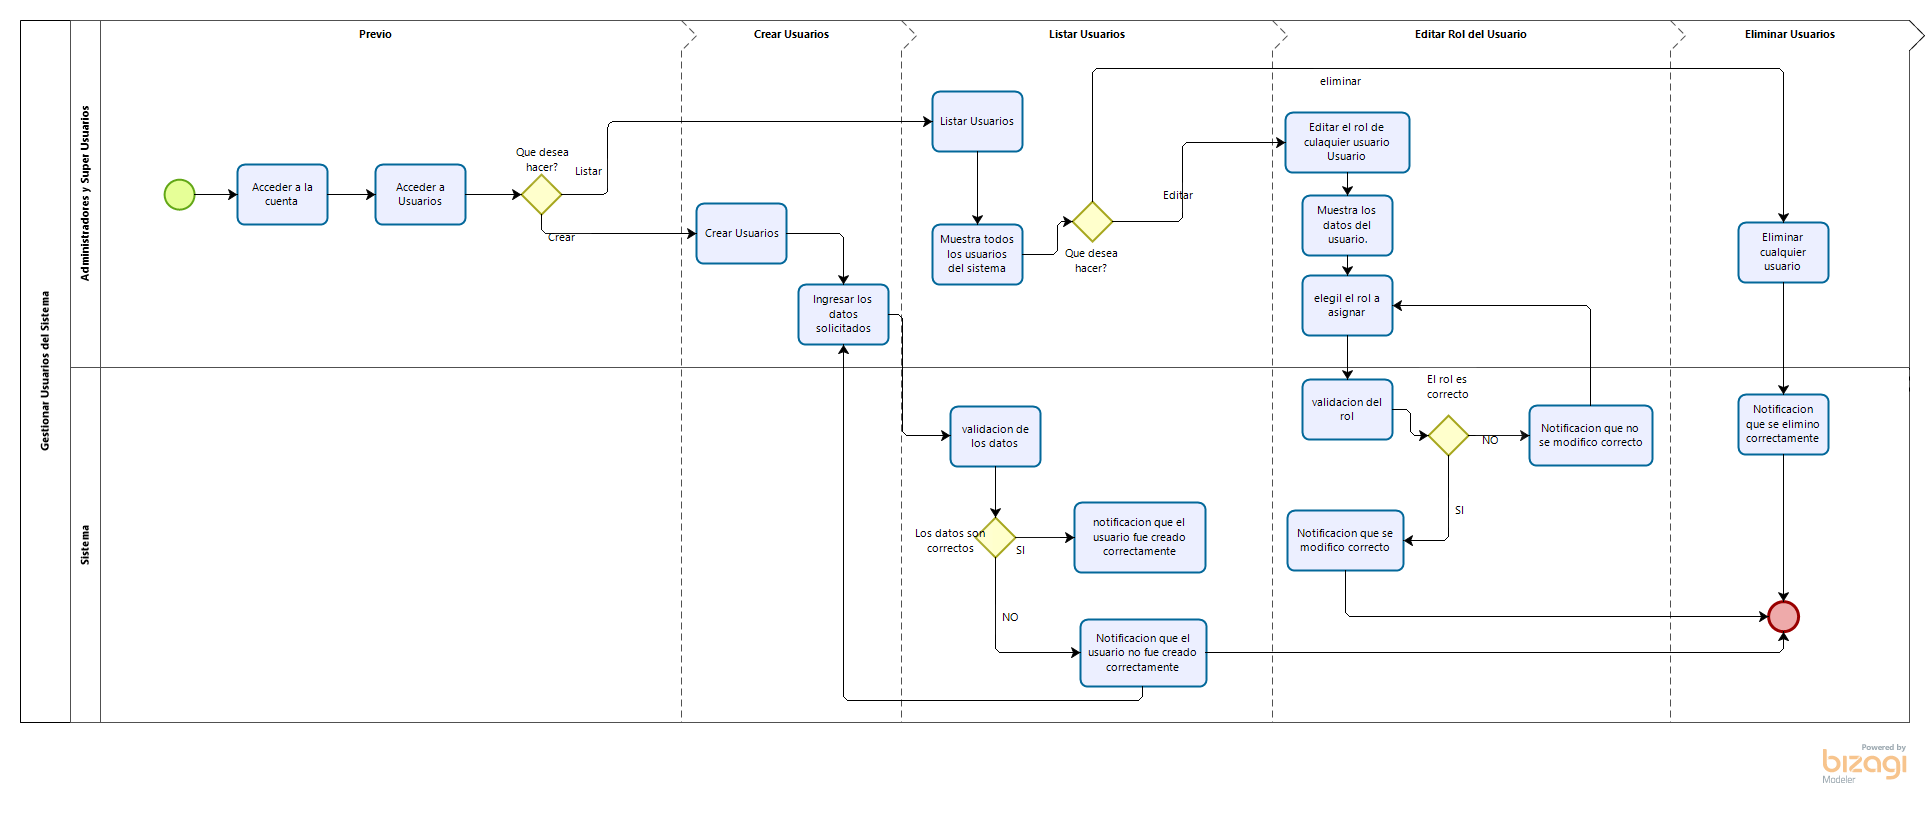 Gestionar Usuarios del Sistema
Administradores y Super Usuarios
Sistema
Previo
Crear Usuarios
Listar Usuarios
Editar Rol del Usuario
Eliminar Usuarios
Acceder a la
cuenta
Acceder a
Usuarios
Que desea
hacer?
Listar
Crear
Crear Usuarios
Ingresar los
datos
solicitados
Listar Usuarios
Muestra todos
los usuarios
del sistema
Que desea
hacer?
eliminar
Editar
Editar el rol de
culaquier usuario
Usuario
Muestra los
datos del
usuario.
elegil el rol a
asignar
Eliminar
cualquier
usuario
validacion de
los datos
Los datos son
correctos
SI
NO
notificacion que el
usuario fue creado
correctamente
Notificacion que el
usuario no fue creado
correctamente
validacion del
rol
El rol es
correcto
NO
SI
Notificacion que no
se modifico correcto
Notificacion que se
modifico correcto
Notificacion
que se elimino
correctamente
Powered by
bizagi
Modeler